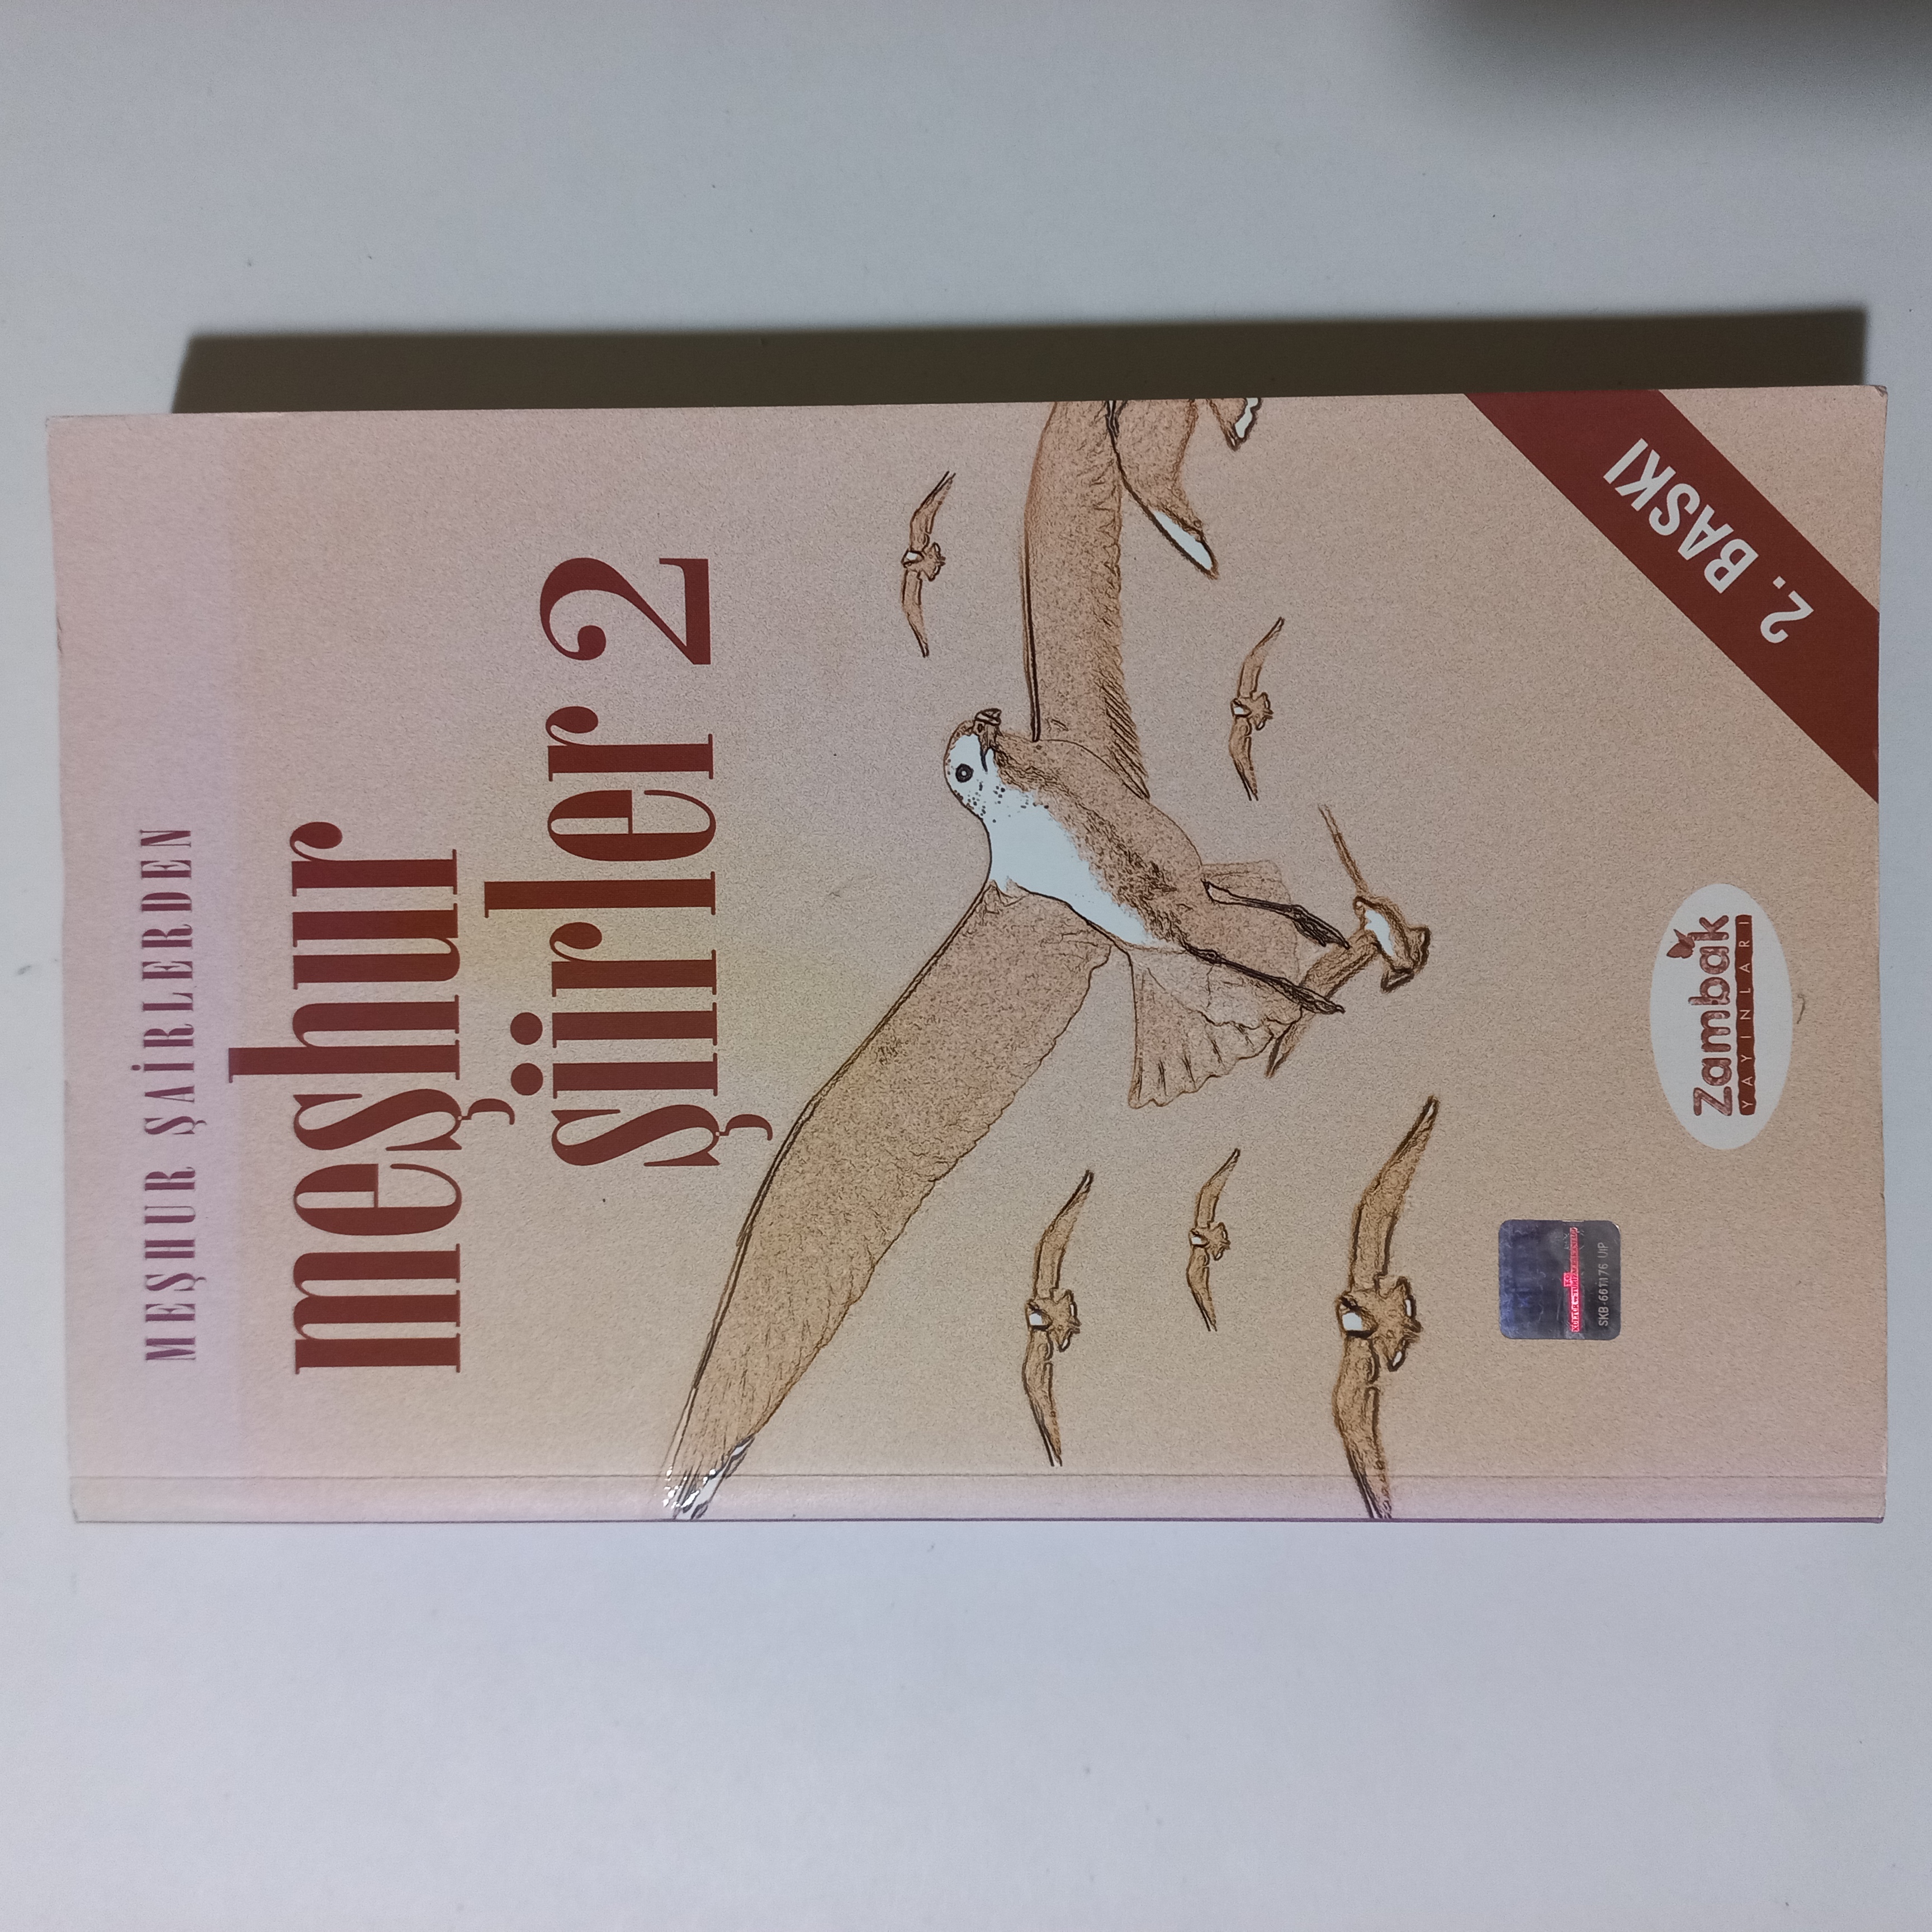 MEŞHUR ŞAİRLERDEN
meşhur
şiirler 2
2. BASKI
Zambak
YAYINLARI